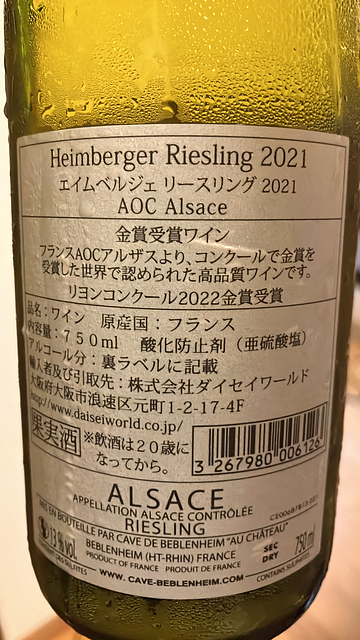 Heimberger Riesling 2021
エイムベルジェ リースリング 2021
AOC Alsace
金賞受賞ワイン
フランスAOCアルザスより、コンクールで金賞を
受賞した世界で認められた高品質ワインです。
リヨンコンクール2022金賞受賞
品名：ワイン 原産国：フランス
内容量：７５０ml 酸化防止剤（亜硫酸塩）
アルコール分：裏ラベルに記載
輸入者及び引取先：株式会社ダイセイワールド
大阪府大阪市浪速区元町1-2-17-4F
http://www.daiseiworld.co.jp/
果実酒
※飲酒は２０歳に
なってから。
3 267980 006126
ALSACE
APPELLATION ALSACE CONTRÔLÉE
RIESLING
MIS EN BOUTEILLE PAR CAVE DE BEBLENHEIM "AU CHÂTEAU"
BEBLENHEIM (HT-RHIN) FRANCE
PRODUCT OF FRANCE PRODUIT DE FRANCE
13 % vol.
SEC
DRY
750 ml
WWW.CAVE-BEBLENHEIM.COM
CONTAINS SULPHITES